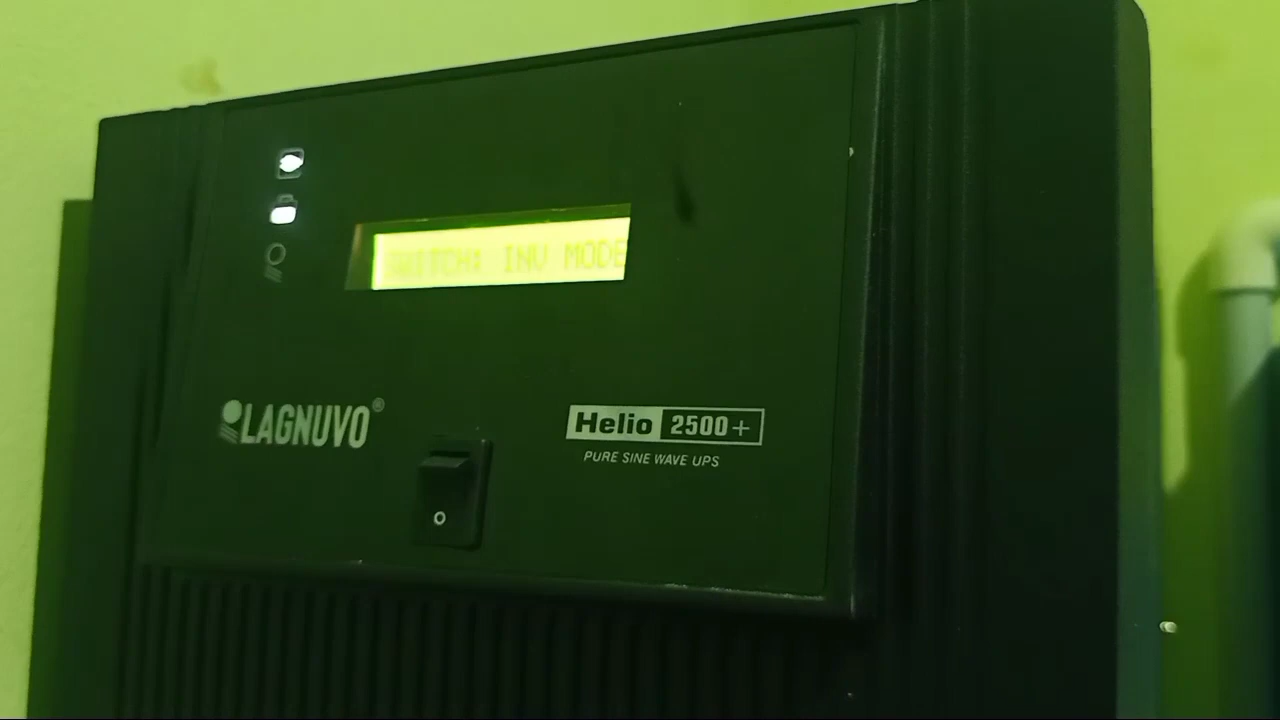 SWITCH: INV MODE
LAGNUVO®
Helio 2500+
PURE SINE WAVE UPS
O